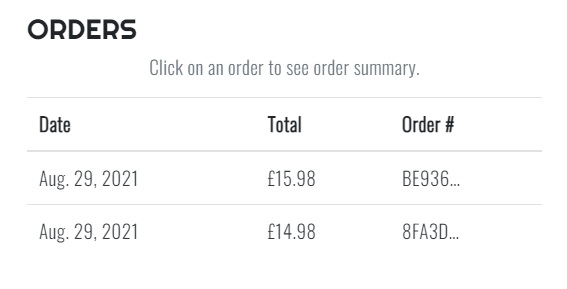 ORDERS
Click on an order to see order summary.
Date Total Order #
Aug. 29, 2021 £15.98 BE936...
Aug. 29, 2021 £14.98 8FA3D...